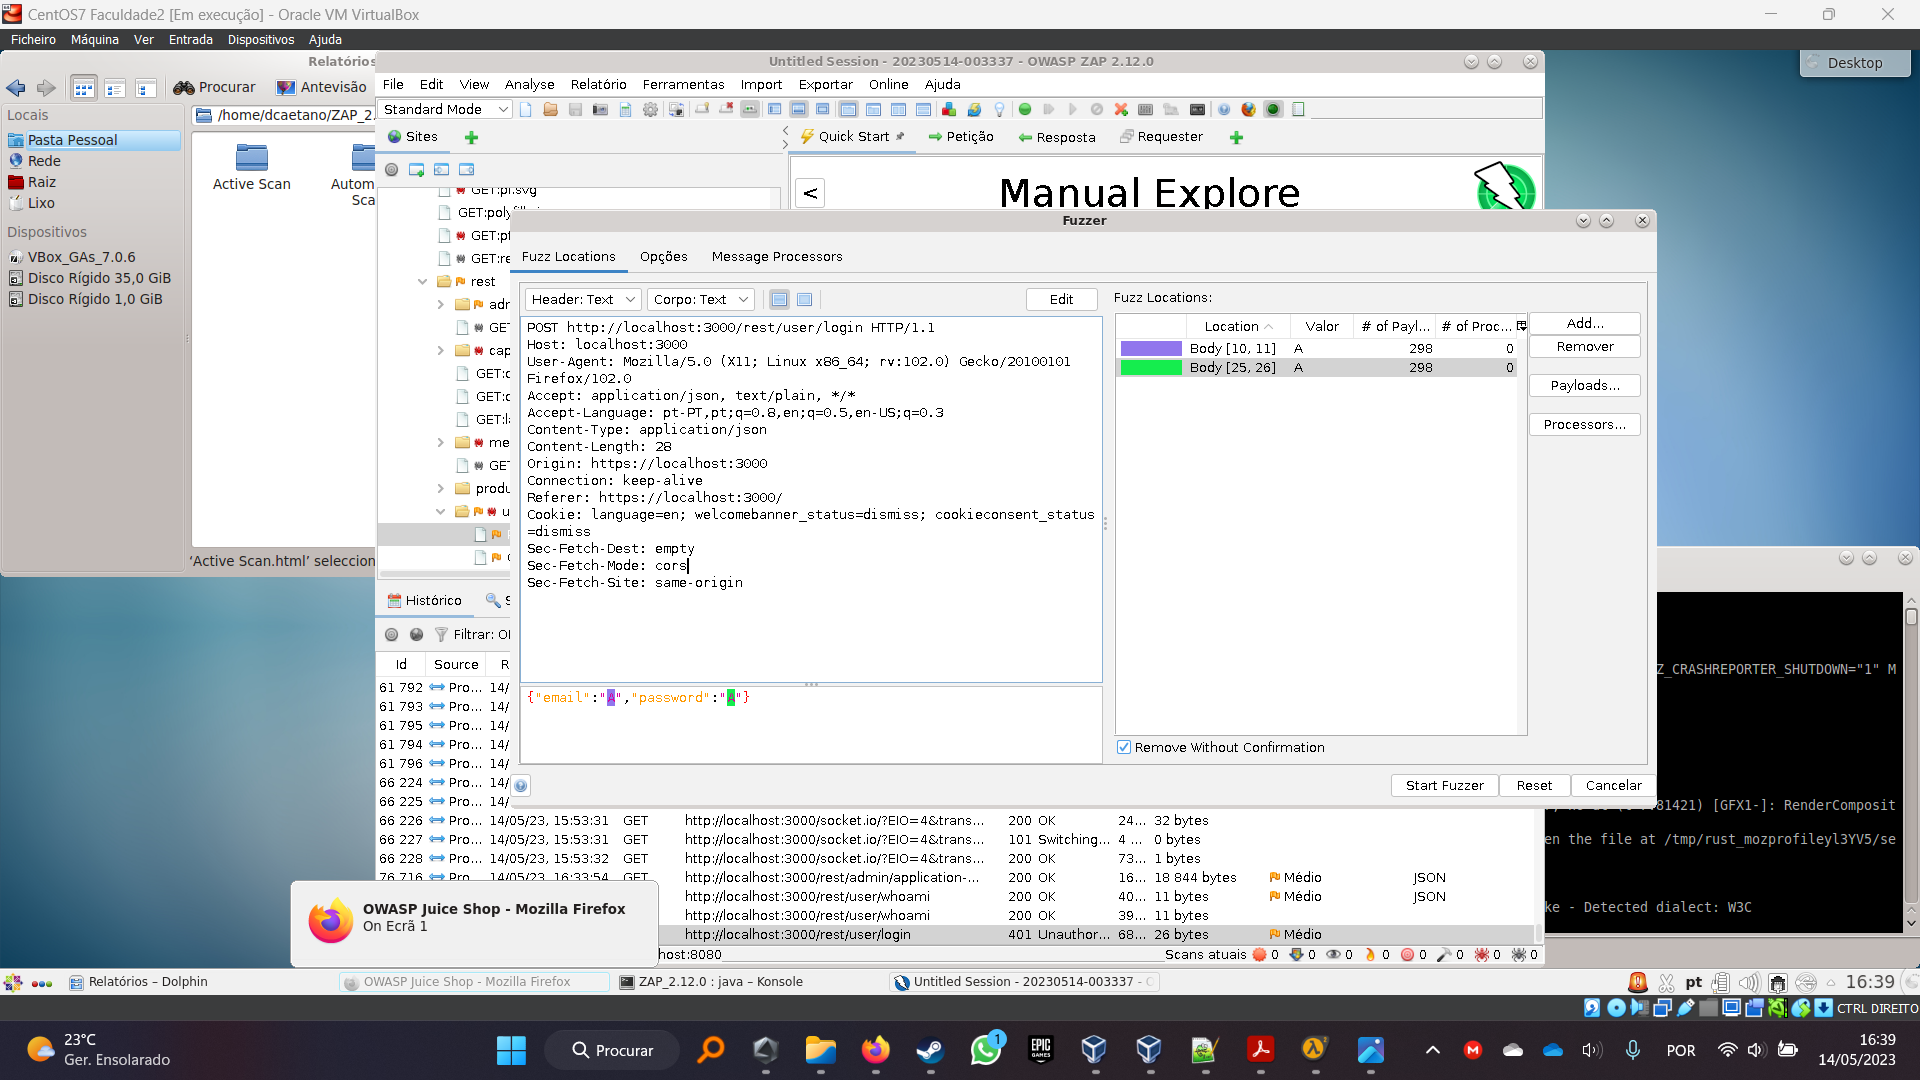 CentOS7 Faculdade2 [Em execução] - Oracle VM VirtualBox
Ficheiro Máquina Ver Entrada Dispositivos Ajuda
Relatórios
Procurar Antevisão
Locais
/home/dcaetano/ZAP_2.
Pasta Pessoal
Rede
Raiz
Lixo
Dispositivos
VBox_GAs_7.0.6
Disco Rígido 35,0 GiB
Disco Rígido 1,0 GiB
Active Scan
Autom
Sca
'Active Scan.html' seleccion
Desktop
Untitled Session - 20230514-003337 - OWASP ZAP 2.12.0
File Edit View Analyse Relatório Ferramentas Import Exportar Online Ajuda
Standard Mode
Sites
Quick Start Petição Resposta Requester
<
Manual Explore
GET:poly
GET:pt
GET:re
rest
adr
GET
cap
GET:c
GET:c
GET:l
me
GET
produ
u
Fuzzer
Fuzz Locations Opções Message Processors
Header: Text Corpo: Text Edit
POST http://localhost:3000/rest/user/login HTTP/1.1
Host: localhost:3000
User-Agent: Mozilla/5.0 (X11; Linux x86_64; rv:102.0) Gecko/20100101
Firefox/102.0
Accept: application/json, text/plain, */*
Accept-Language: pt-PT,pt;q=0.8,en;q=0.5,en-US;q=0.3
Content-Type: application/json
Content-Length: 28
Origin: https://localhost:3000
Connection: keep-alive
Referer: https://localhost:3000/
Cookie: language=en; welcomebanner_status=dismiss; cookieconsent_status
=dismiss
Sec-Fetch-Dest: empty
Sec-Fetch-Mode: cors
Sec-Fetch-Site: same-origin
{"email":"A","password":"A"}
Fuzz Locations:
Location Valor # of Payl... # of Proc...
Body [10, 11] A 298 0
Body [25, 26] A 298 0
Add...
Remover
Payloads...
Processors...
Remove Without Confirmation
Start Fuzzer Reset Cancelar
Histórico S
Filtrar: O
Id Source R
61 792 Pro... 14/
61 793 Pro... 14/
61 795 Pro... 14/
61 794 Pro... 14/
61 796 Pro... 14/
66 224 Pro... 14/
66 225 Pro... 14/
66 226 Pro... 14/05/23, 15:53:31 GET http://localhost:3000/socket.io/?EIO=4&trans... 200 OK 24... 32 bytes
66 227 Pro... 14/05/23, 15:53:31 GET http://localhost:3000/socket.io/?EIO=4&trans... 101 Switching... 4 ... 0 bytes
66 228 Pro... 14/05/23, 15:53:32 GET http://localhost:3000/socket.io/?EIO=4&trans... 200 OK 73... 1 bytes
76 716 Pro... 14/05/23, 16:33:54 GET http://localhost:3000/rest/admin/application-... 200 OK 16... 18 844 bytes Médio JSON
http://localhost:3000/rest/user/whoami 200 OK 40... 11 bytes Médio JSON
http://localhost:3000/rest/user/whoami 200 OK 39... 11 bytes
http://localhost:3000/rest/user/login 401 Unauthor... 68... 26 bytes Médio
host:8080 Scans atuais 0 0 0 0 0 0 0 0
OWASP Juice Shop - Mozilla Firefox
On Ecrã 1
Z_CRASHREPORTER_SHUTDOWN="1" M
81421) [GFX1-]: RenderComposit
en the file at /tmp/rust_mozprofileyl3YV5/se
ke - Detected dialect: W3C
Relatórios – Dolphin
OWASP Juice Shop - Mozilla Firefox
ZAP_2.12.0 : java – Konsole
Untitled Session - 20230514-003337 - O
pt 16:39
CTRL DIREITO
23°C
Ger. Ensolarado
Procurar
1
EPIC GAMES
POR
16:39
14/05/2023